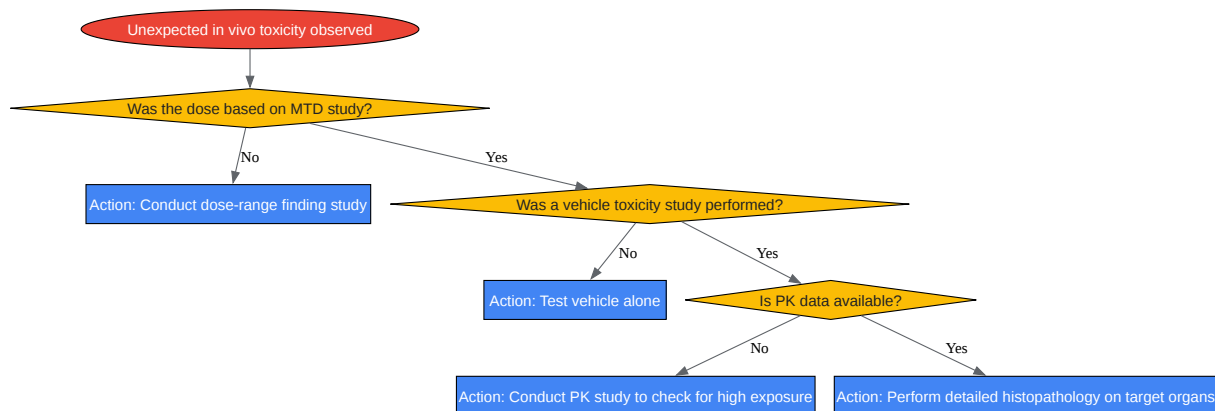 Unexpected in vivo toxicity observed
Was the dose based on MTD study?
No
Yes
Action: Conduct dose-range finding study
Was a vehicle toxicity study performed?
No
Yes
Action: Test vehicle alone
Is PK data available?
No
Yes
Action: Conduct PK study to check for high exposure
Action: Perform detailed histopathology on target organs